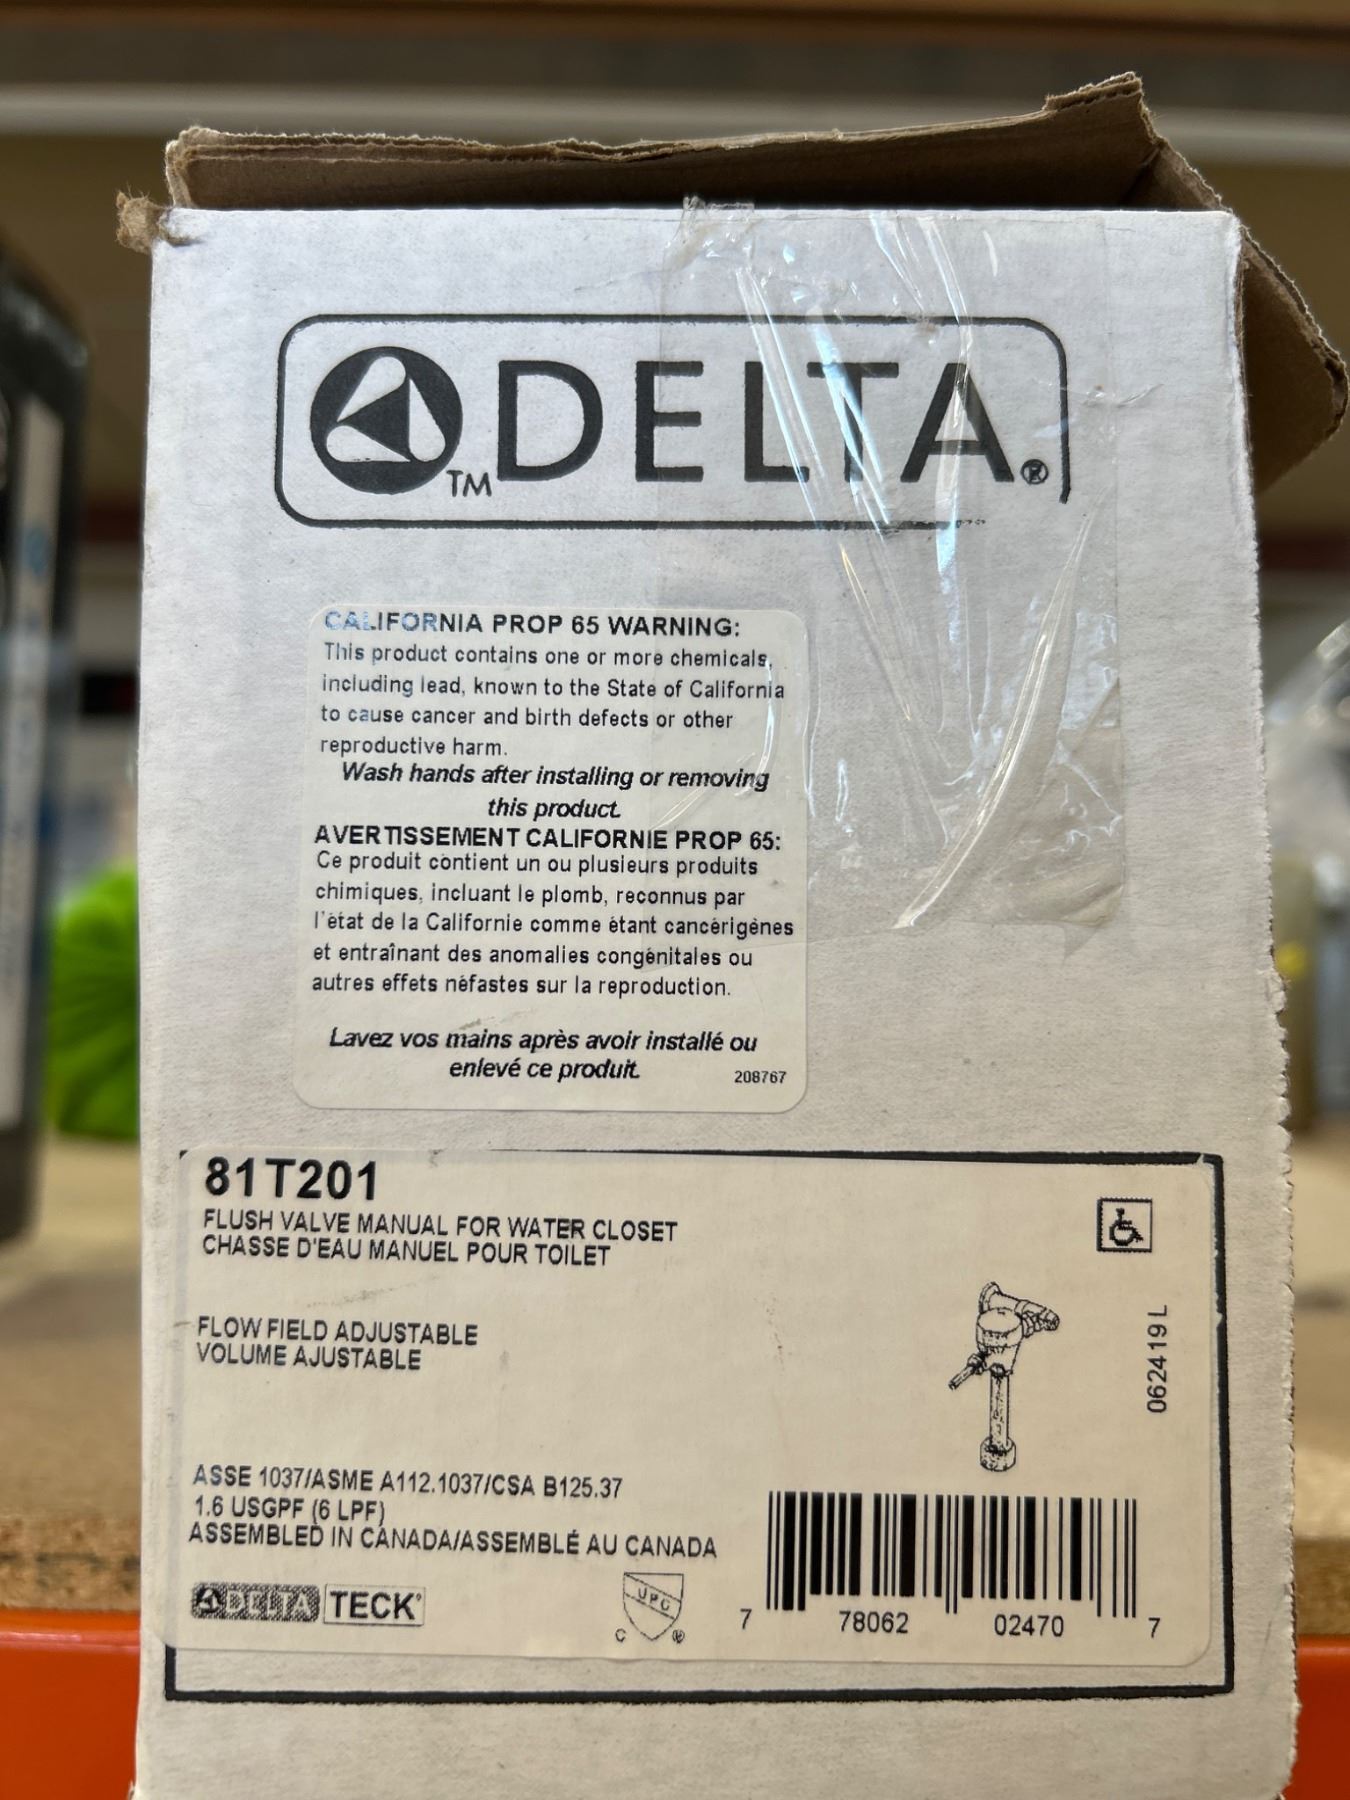 TM DELTA®
CALIFORNIA PROP 65 WARNING:
This product contains one or more chemicals,
including lead, known to the State of California
to cause cancer and birth defects or other
reproductive harm.
Wash hands after installing or removing
this product.
AVERTISSEMENT CALIFORNIE PROP 65:
Ce produit contient un ou plusieurs produits
chimiques, incluant le plomb, reconnus par
l'état de la Californie comme étant cancérigènes
et entraînant des anomalies congénitales ou
autres effets néfastes sur la reproduction.
Lavez vos mains après avoir installé ou
enlevé ce produit.
208767
81T201
FLUSH VALVE MANUAL FOR WATER CLOSET
CHASSE D'EAU MANUEL POUR TOILET
FLOW FIELD ADJUSTABLE
VOLUME AJUSTABLE
062419L
ASSE 1037/ASME A112.1037/CSA B125.37
1.6 USGPF (6 LPF)
ASSEMBLED IN CANADA/ASSEMBLÉ AU CANADA
DELTA TECK®
UPC
C ®
7 78062 02470 7